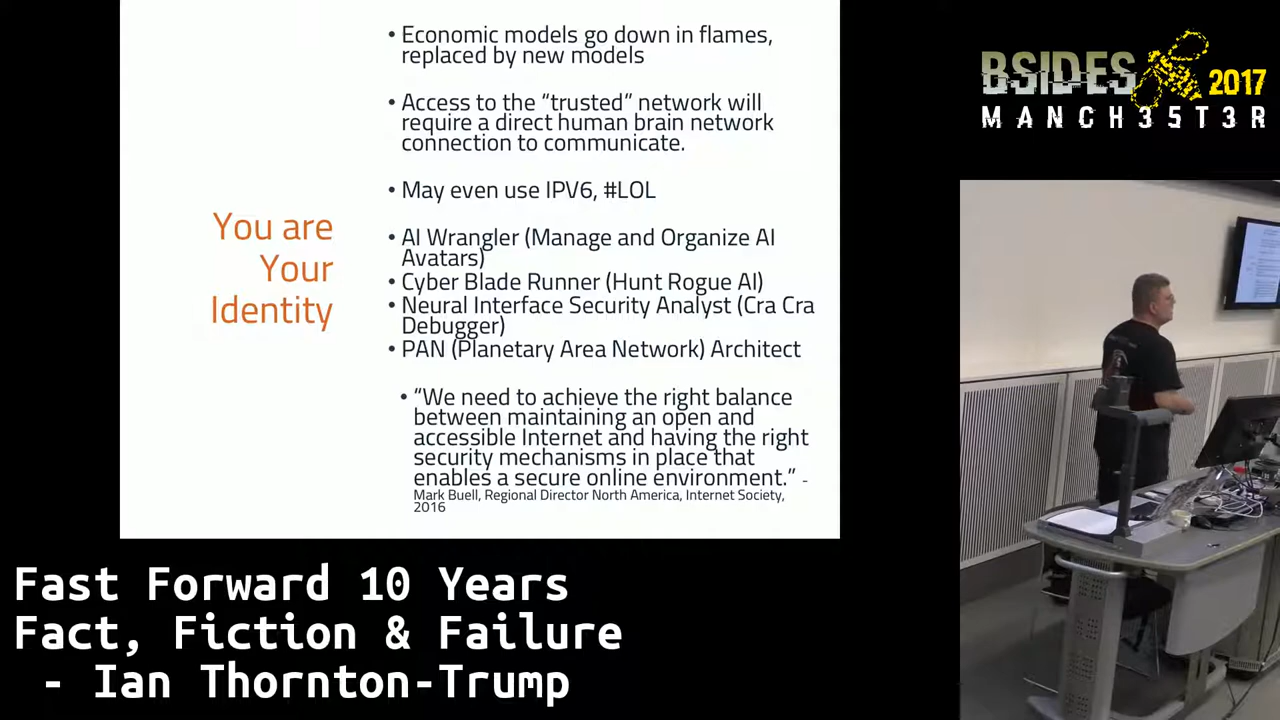 • Economic models go down in flames,
replaced by new models
• Access to the “trusted” network will
require a direct human brain network
connection to communicate.
• May even use IPV6, #LOL
• AI Wrangler (Manage and Organize AI
Avatars)
• Cyber Blade Runner (Hunt Rogue AI)
• Neural Interface Security Analyst (Cra Cra
Debugger)
• PAN (Planetary Area Network) Architect
• “We need to achieve the right balance
between maintaining an open and
accessible Internet and having the right
security mechanisms in place that
enables a secure online environment.” -
Mark Buell, Regional Director North America, Internet Society,
2016
You are
Your
Identity
BSIDES 2017
MANCH35T3R
Fast Forward 10 Years
Fact, Fiction & Failure
- Ian Thornton-Trump